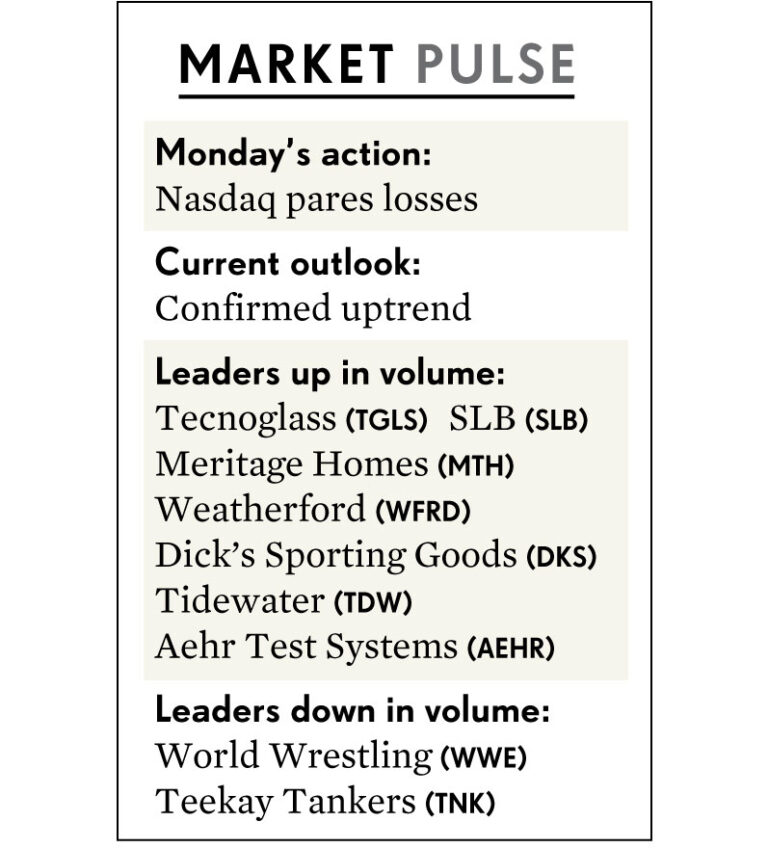 MARKET PULSE
Monday’s action:
Nasdaq pares losses
Current outlook:
Confirmed uptrend
Leaders up in volume:
Tecnoglass (TGLS) SLB (SLB)
Meritage Homes (MTH)
Weatherford (WFRD)
Dick’s Sporting Goods (DKS)
Tidewater (TDW)
Aehr Test Systems (AEHR)
Leaders down in volume:
World Wrestling (WWE)
Teekay Tankers (TNK)